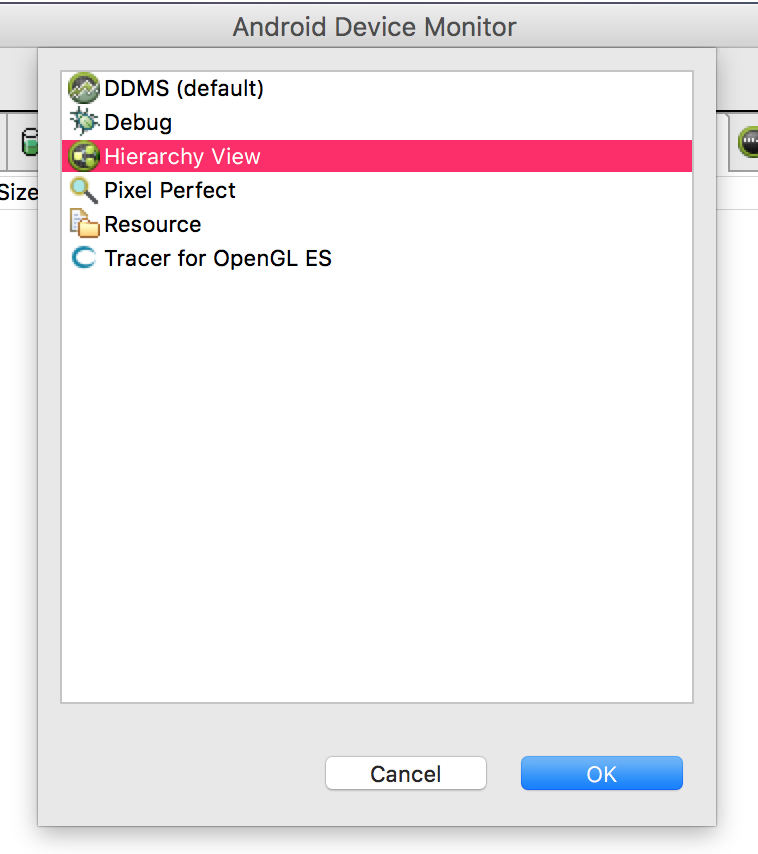 Android Device Monitor
DDMS (default)
Debug
Hierarchy View
Size
Pixel Perfect
Resource
Tracer for OpenGL ES
Cancel
OK